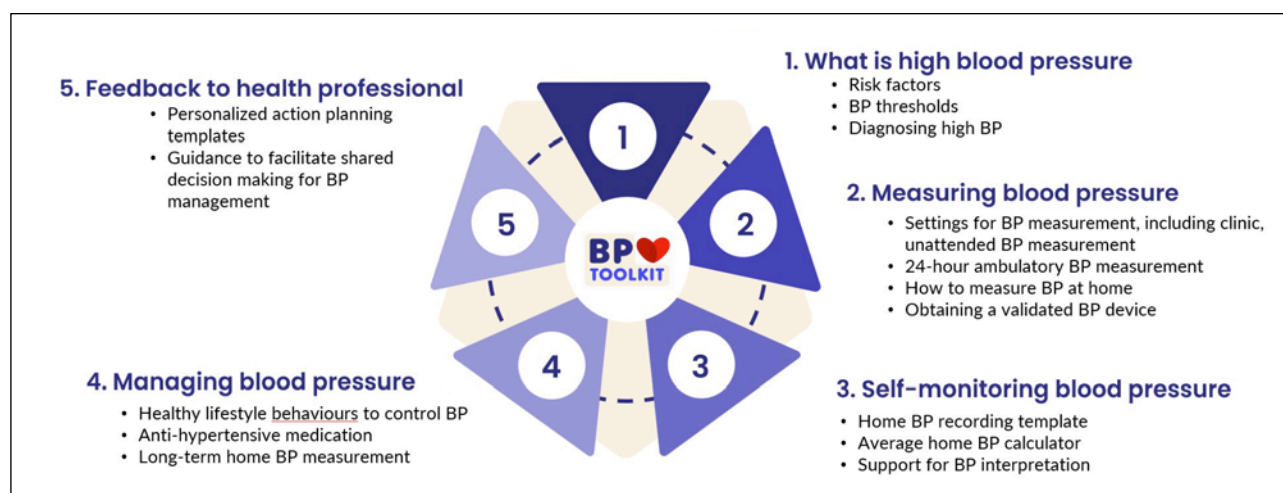 1. What is high blood pressure
• Risk factors
• BP thresholds
• Diagnosing high BP
2. Measuring blood pressure
• Settings for BP measurement, including clinic,
unattended BP measurement
• 24-hour ambulatory BP measurement
• How to measure BP at home
• Obtaining a validated BP device
3. Self-monitoring blood pressure
• Home BP recording template
• Average home BP calculator
• Support for BP interpretation
4. Managing blood pressure
• Healthy lifestyle behaviours to control BP
• Anti-hypertensive medication
• Long-term home BP measurement
5. Feedback to health professional
• Personalized action planning
templates
• Guidance to facilitate shared
decision making for BP
management
1
2
3
4
5
BP
TOOLKIT